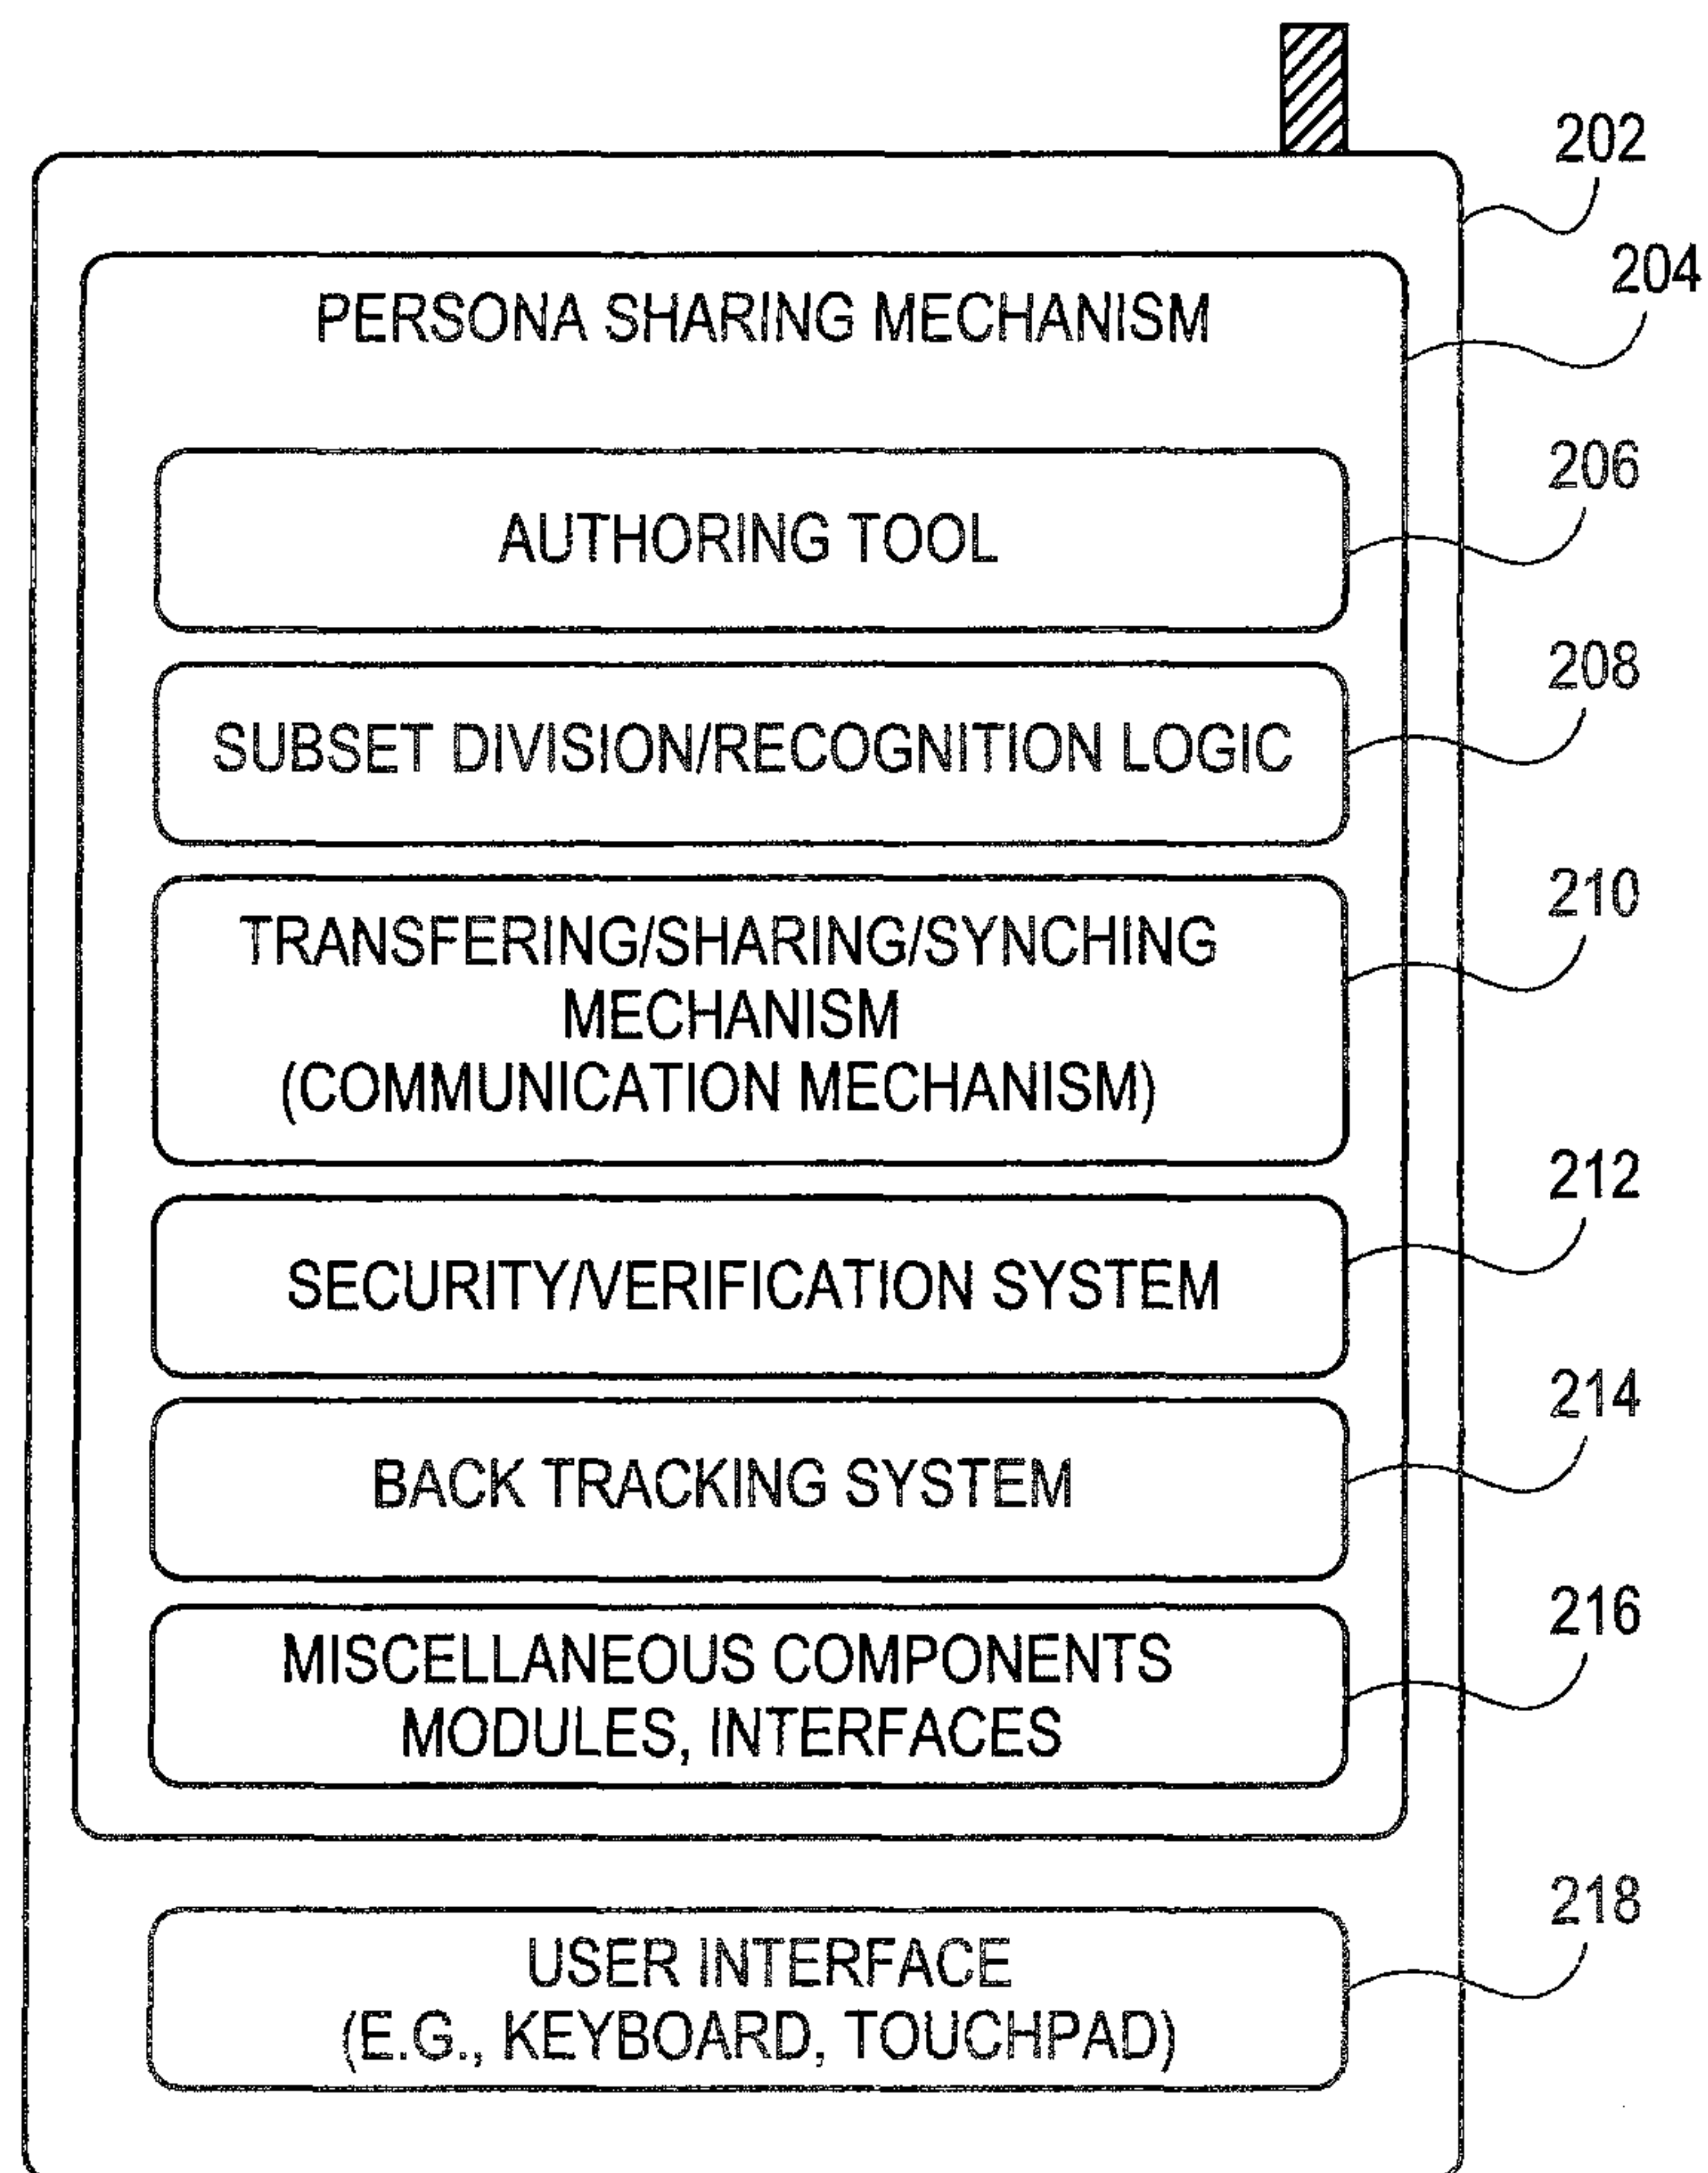 202
204
PERSONA SHARING MECHANISM
206
AUTHORING TOOL
208
SUBSET DIVISION/RECOGNITION LOGIC
210
TRANSFERING/SHARING/SYNCHING
MECHANISM
(COMMUNICATION MECHANISM)
212
SECURITY/VERIFICATION SYSTEM
214
BACK TRACKING SYSTEM
216
MISCELLANEOUS COMPONENTS
MODULES, INTERFACES
218
USER INTERFACE
(E.G., KEYBOARD, TOUCHPAD)